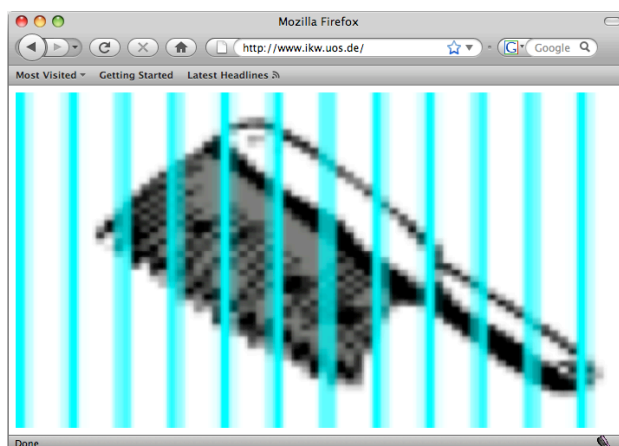 Mozilla Firefox
http://www.ikw.uos.de/ G Google
Most Visited Getting Started Latest Headlines
Done